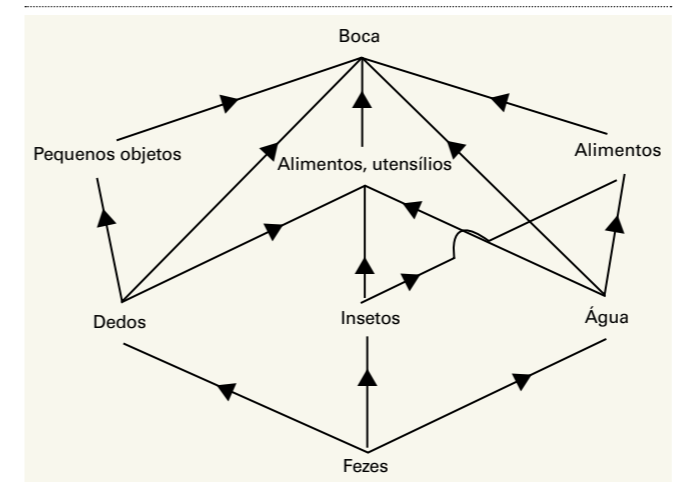 Boca
Pequenos objetos
Alimentos, utensílios
Alimentos
Dedos
Insetos
Água
Fezes